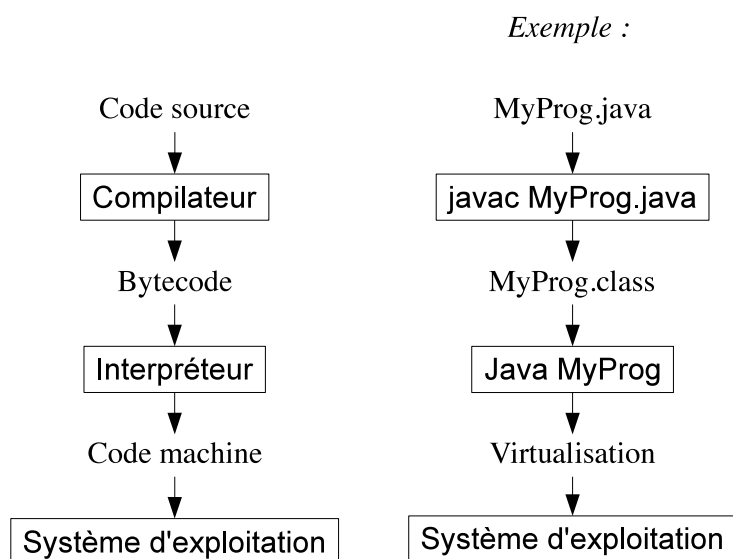 Exemple :
Code source
MyProg.java
Compilateur
javac MyProg.java
Bytecode
MyProg.class
Interpréteur
Java MyProg
Code machine
Virtualisation
Système d'exploitation
Système d'exploitation